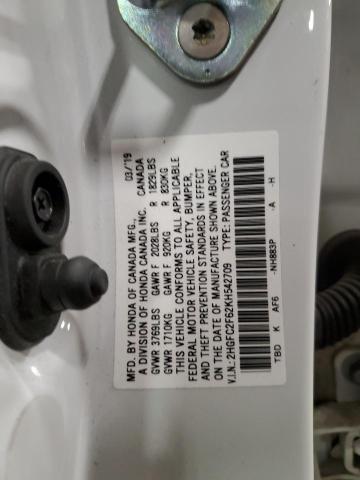 MFD. BY HONDA OF CANADA MFG. 03/'19
A DIVISION OF HONDA CANADA INC. CANADA
GVWR 3769LBS GAWR F 2028LBS R 1829LBS
GVWR 1710KG GAWR F 920KG R 830KG
THIS VEHICLE CONFORMS TO ALL APPLICABLE
FEDERAL MOTOR VEHICLE SAFETY, BUMPER,
AND THEFT PREVENTION STANDARDS IN EFFECT
ON THE DATE OF MANUFACTURE SHOWN ABOVE.
V.I.N.: 2HGFC2F62KH542709 TYPE: PASSENGER CAR
TBD K AF6 -NH883P -A -H